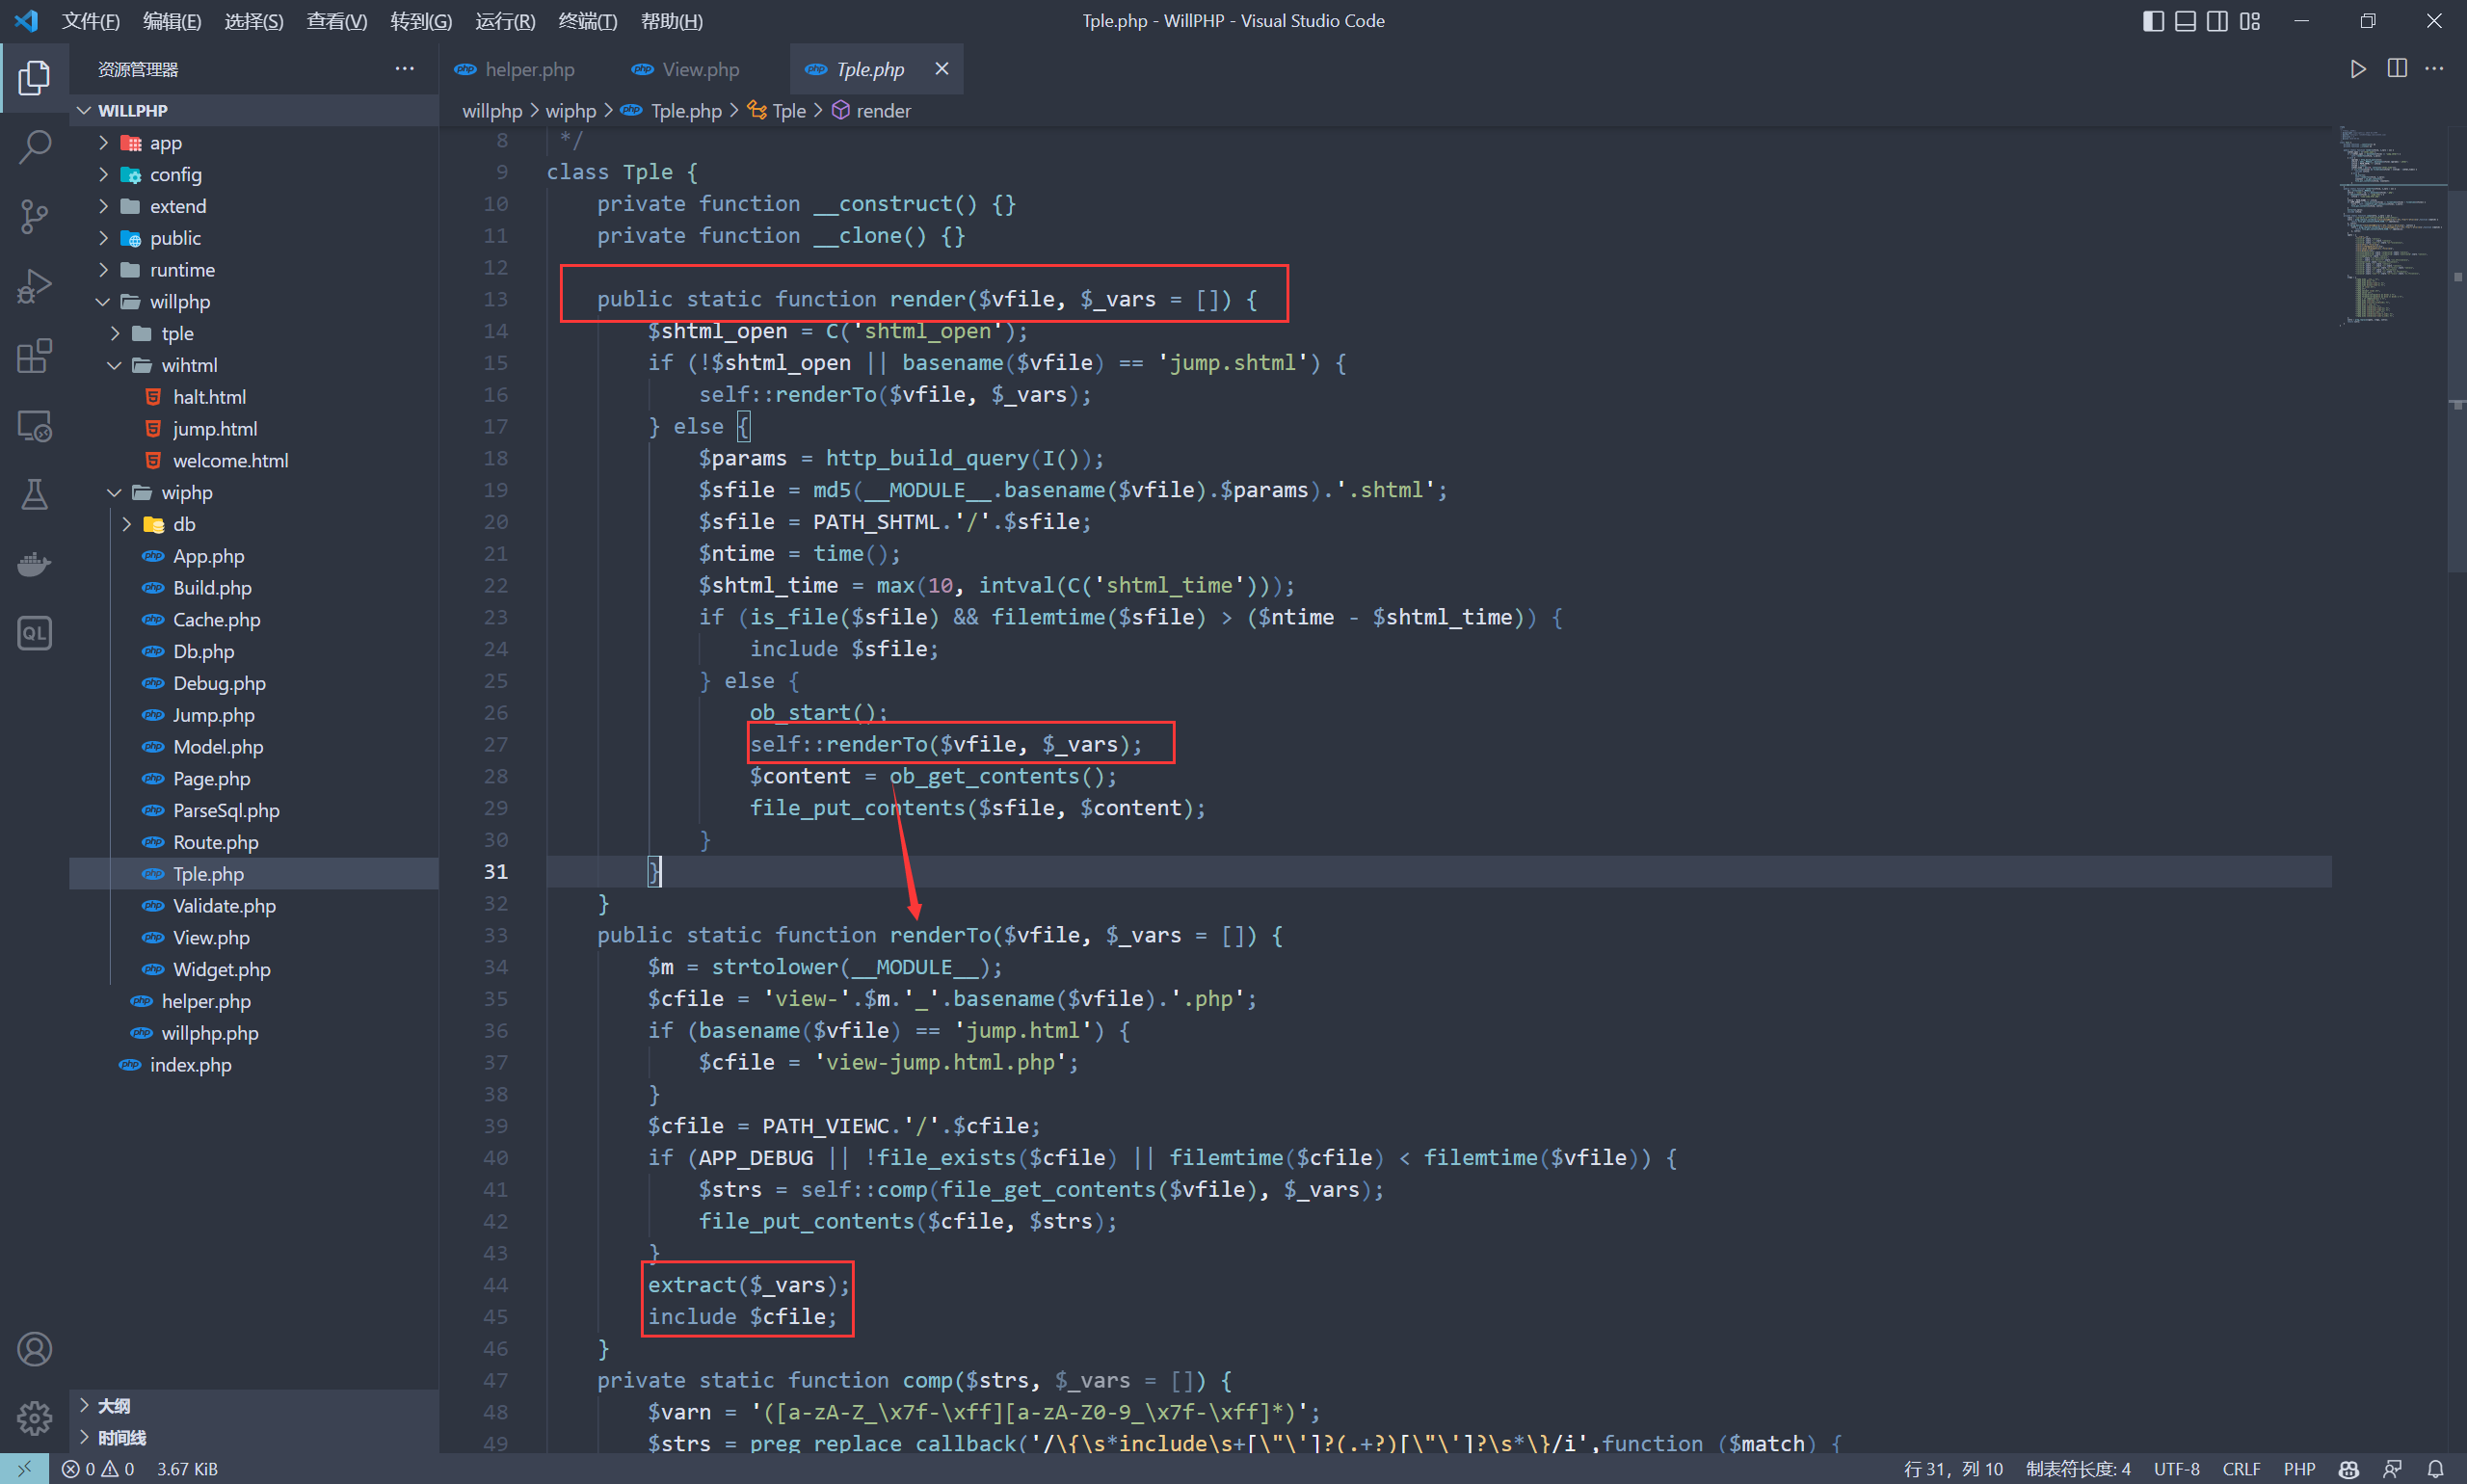 文件(F) 编辑(E) 选择(S) 查看(V) 转到(G) 运行(R) 终端(T) 帮助(H)
Tple.php - WillPHP - Visual Studio Code
资源管理器
WILLPHP
app
config
extend
public
runtime
willphp
tple
wihtml
halt.html
jump.html
welcome.html
wiphp
db
App.php
Build.php
Cache.php
Db.php
Debug.php
Jump.php
Model.php
Page.php
ParseSql.php
Route.php
Tple.php
Validate.php
View.php
Widget.php
helper.php
willphp.php
index.php
大纲
时间线
helper.php View.php Tple.php
willphp > wiphp > Tple.php > Tple > render
8 */
9 class Tple {
10 private function __construct() {}
11 private function __clone() {}
12
13 public static function render($vfile, $_vars = []) {
14 $shtml_open = C('shtml_open');
15 if (!$shtml_open || basename($vfile) == 'jump.shtml') {
16 self::renderTo($vfile, $_vars);
17 } else {
18 $params = http_build_query(I());
19 $sfile = md5(__MODULE__.basename($vfile).$params).'.shtml';
20 $sfile = PATH_SHTML.'/'.$sfile;
21 $ntime = time();
22 $shtml_time = max(10, intval(C('shtml_time')));
23 if (is_file($sfile) && filemtime($sfile) > ($ntime - $shtml_time)) {
24 include $sfile;
25 } else {
26 ob_start();
27 self::renderTo($vfile, $_vars);
28 $content = ob_get_contents();
29 file_put_contents($sfile, $content);
30 }
31 }
32 }
33 public static function renderTo($vfile, $_vars = []) {
34 $m = strtolower(__MODULE__);
35 $cfile = 'view-'.$m.'_'.basename($vfile).'.php';
36 if (basename($vfile) == 'jump.html') {
37 $cfile = 'view-jump.html.php';
38 }
39 $cfile = PATH_VIEWC.'/'.$cfile;
40 if (APP_DEBUG || !file_exists($cfile) || filemtime($cfile) < filemtime($vfile)) {
41 $strs = self::comp(file_get_contents($vfile), $_vars);
42 file_put_contents($cfile, $strs);
43 }
44 extract($_vars);
45 include $cfile;
46 }
47 private static function comp($strs, $_vars = []) {
48 $varn = '([a-zA-Z_\x7f-\xff][a-zA-Z0-9_\x7f-\xff]*)';
49 $strs = preg_replace_callback('/\{\s*include\s+[\"\']?(.+?)[\"\']?\s*\}/i',function ($match) {
QL
0 0 3.67 KiB
行 31，列 10 制表符长度: 4 UTF-8 CRLF PHP